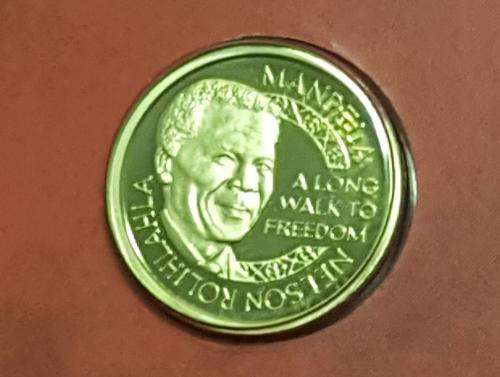 NELSON ROLIHLAHLA
MANDELA
A LONG
WALK TO
FREEDOM